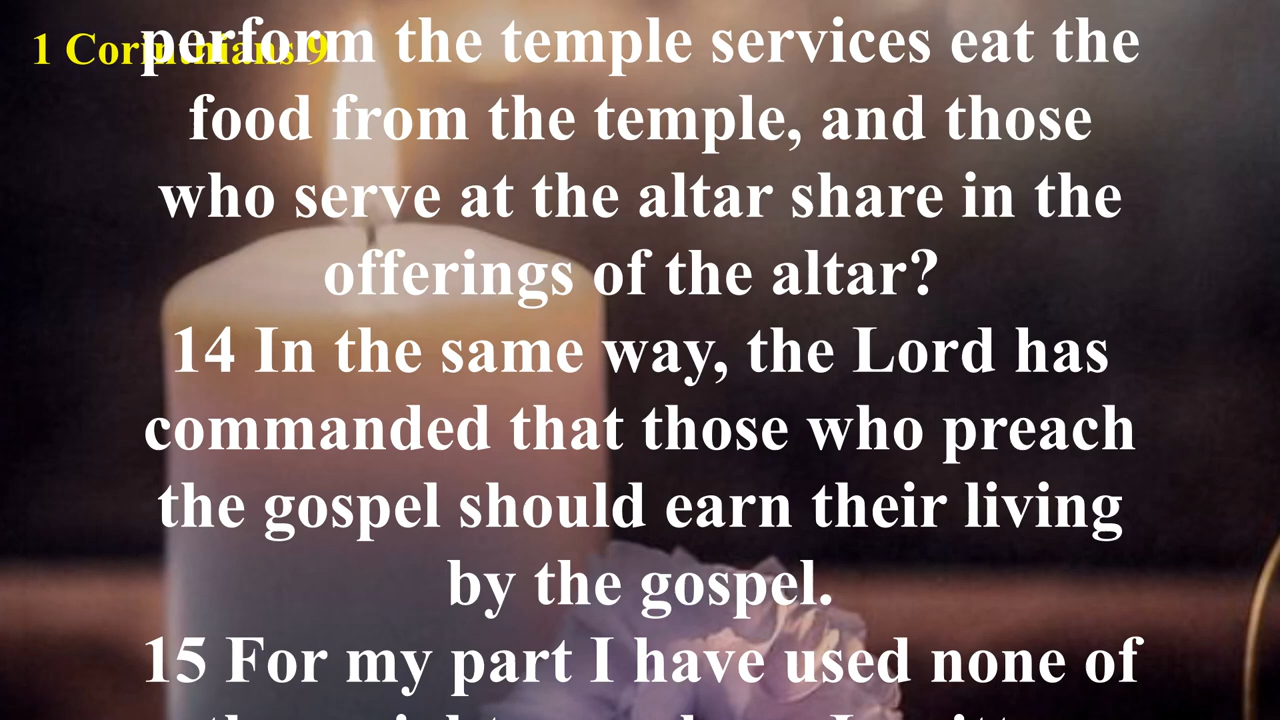 1 Corinthians 9
perform the temple services eat the
food from the temple, and those
who serve at the altar share in the
offerings of the altar?
14 In the same way, the Lord has
commanded that those who preach
the gospel should earn their living
by the gospel.
15 For my part I have used none of